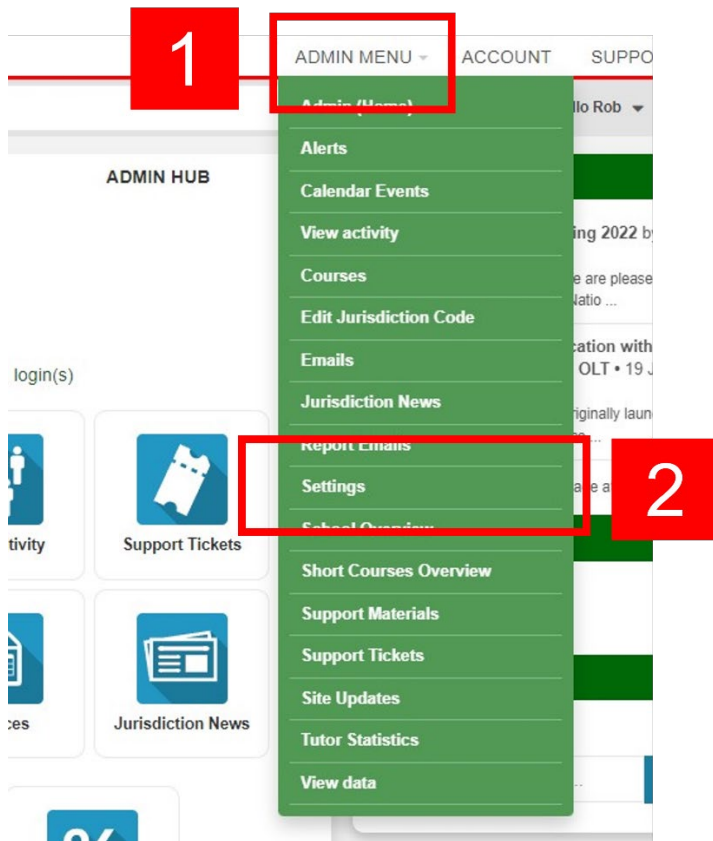 1
ADMIN MENU ACCOUNT SUPPO
Admin (Home)
llo Rob
Alerts
ADMIN HUB
Calendar Events
View activity
ing 2022 by
Courses
e are please
Natio ...
Edit Jurisdiction Code
Emails
cation with
OLT • 19 J
login(s)
Jurisdiction News
riginally laun
Report Emails
Settings
2
School Overview
tivity
Support Tickets
Short Courses Overview
Support Materials
Support Tickets
Site Updates
ces
Jurisdiction News
Tutor Statistics
View data
%